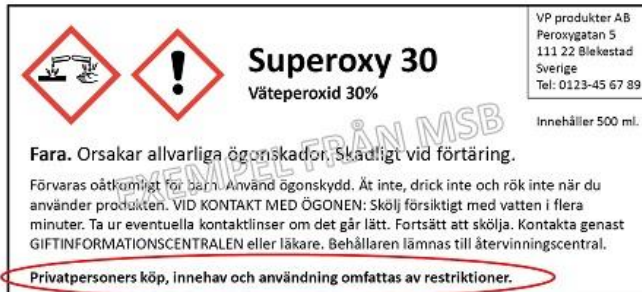 Superoxy 30
Väteperoxid 30%
VP produkter AB
Peroxygatan 5
111 22 Blekestad
Sverige
Tel: 0123-45 67 89
Innehåller 500 ml.
EXEMPEL FRÅN MSB
Fara. Orsakar allvarliga ögonskador. Skadligt vid förtäring.
Förvaras oåtkomligt för barn. Använd ögonskydd. Ät inte, drick inte och rök inte när du
använder produkten. VID KONTAKT MED ÖGONEN: Skölj försiktigt med vatten i flera
minuter. Ta ur eventuella kontaktlinser om det går lätt. Fortsätt att skölja. Kontakta genast
GIFTINFORMATIONSCENTRALEN eller läkare. Behållaren lämnas till återvinningscentral.
Privatpersoners köp, innehav och användning omfattas av restriktioner.